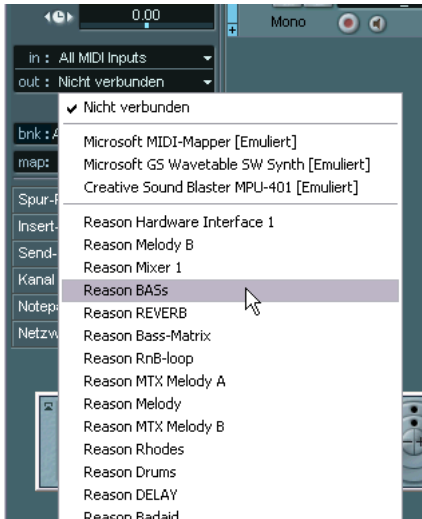 0.00
Mono
in : All MIDI Inputs
out : Nicht verbunden
Nicht verbunden
bnk :
map:
Microsoft MIDI-Mapper [Emuliert]
Microsoft GS Wavetable SW Synth [Emuliert]
Creative Sound Blaster MPU-401 [Emuliert]
Spur-
Insert-
Send-
Kanal
Reason Hardware Interface 1
Reason Melody B
Reason Mixer 1
Reason BASs
Reason REVERB
Reason Bass-Matrix
Reason RnB-loop
Reason MTX Melody A
Reason Melody
Reason MTX Melody B
Reason Rhodes
Reason Drums
Reason DELAY
Reason Badaid